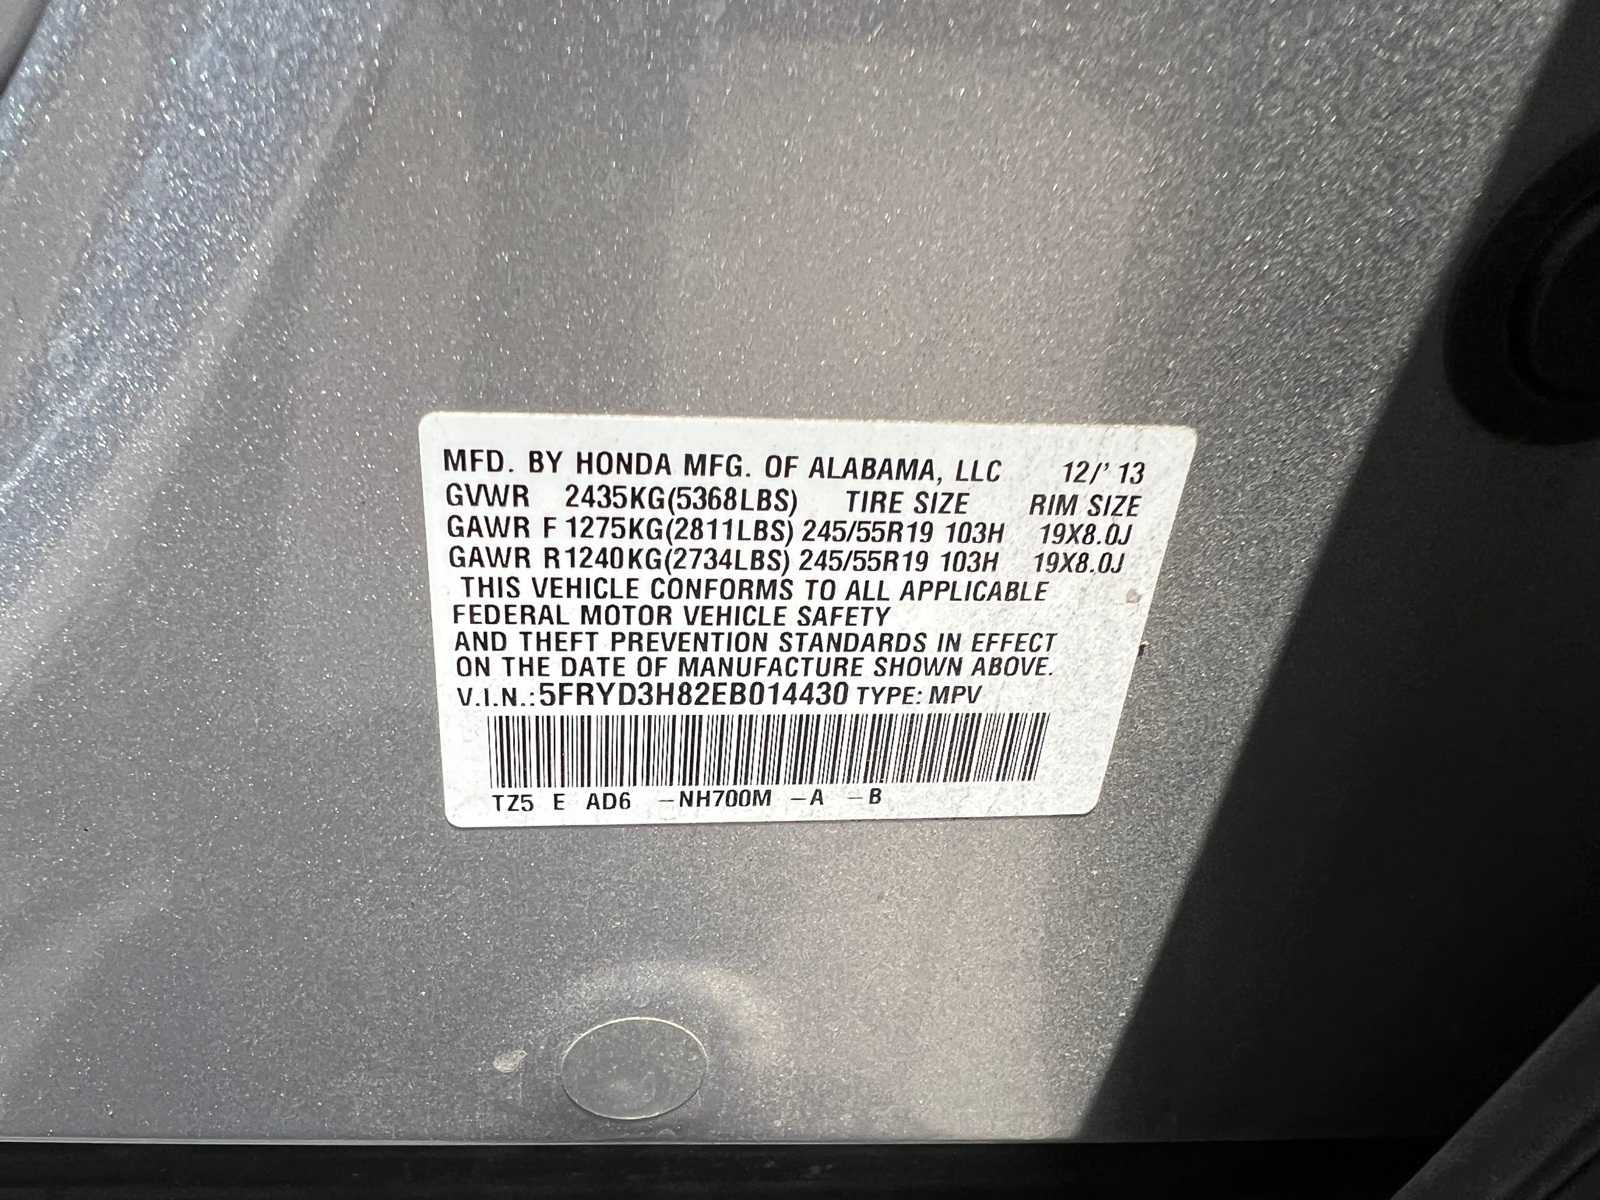 MFD. BY HONDA MFG. OF ALABAMA, LLC 12/' 13
GVWR 2435KG(5368LBS) TIRE SIZE RIM SIZE
GAWR F 1275KG(2811LBS) 245/55R19 103H 19X8.0J
GAWR R 1240KG(2734LBS) 245/55R19 103H 19X8.0J
THIS VEHICLE CONFORMS TO ALL APPLICABLE
FEDERAL MOTOR VEHICLE SAFETY
AND THEFT PREVENTION STANDARDS IN EFFECT
ON THE DATE OF MANUFACTURE SHOWN ABOVE.
V.I.N.: 5FRYD3H82EB014430 TYPE: MPV
TZ5 E AD6 -NH700M -A -B